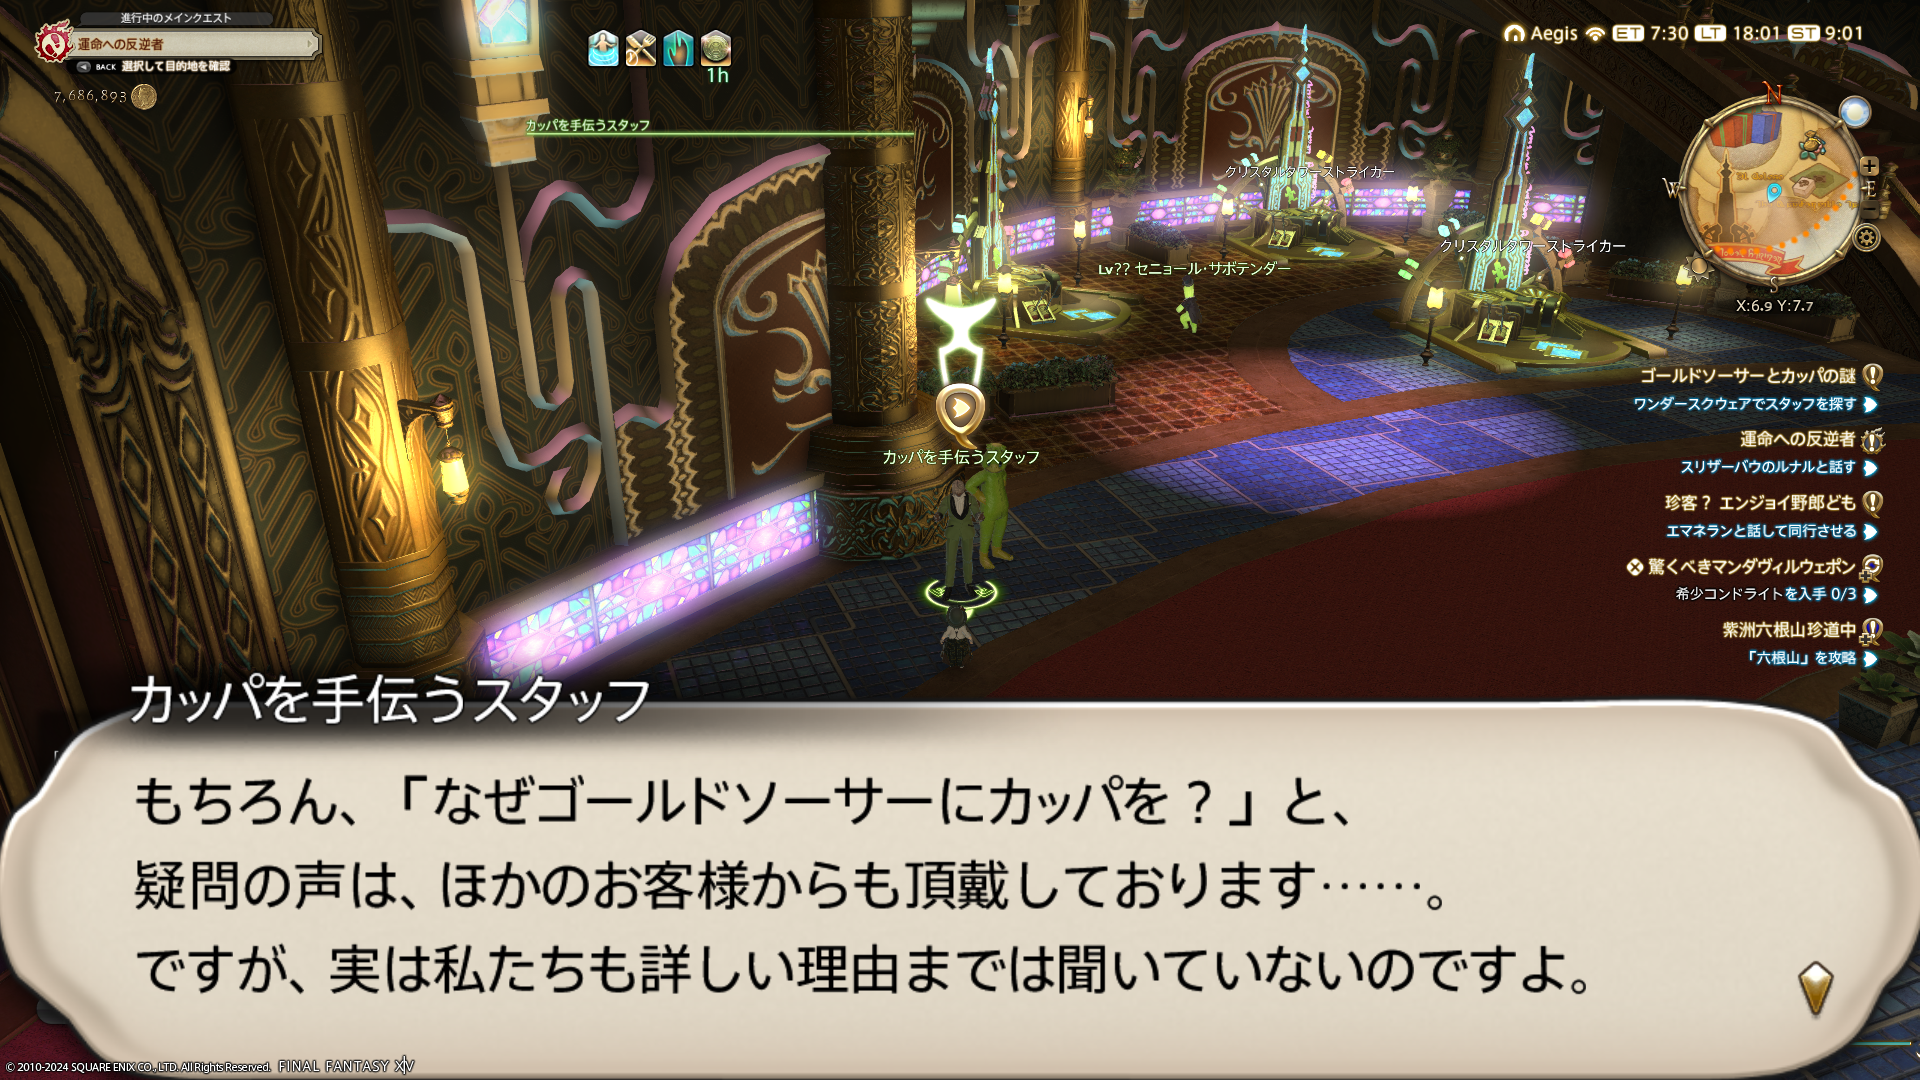 進行中のメインクエスト
運命への反逆者
BACK 選択して目的地を確認
7,686,893
1h
カッパを手伝うスタッフ
Aegis ET 7:30 LT 18:01 ST 9:01
N
W
E
S
X:6.9 Y:7.7
クリスタルタワーストライカー
クリスタルタワーストライカー
Lv?? セニョール・サボテンダー
カッパを手伝うスタッフ
ゴールドソーサーとカッパの謎
ワンダースクウェアでスタッフを探す
運命への反逆者
スリザーバウのルナルと話す
珍客？ エンジョイ野郎ども
エマネランと話して同行させる
驚くべきマンダヴィルウェポン
希少コンドライトを入手 0/3
紫洲六根山珍道中
「六根山」を攻略
カッパを手伝うスタッフ
もちろん、「なぜゴールドソーサーにカッパを？」と、
疑問の声は、ほかのお客様からも頂戴しております……。
ですが、実は私たちも詳しい理由までは聞いていないのですよ。
© 2010-2024 SQUARE ENIX CO., LTD. All Rights Reserved. FINAL FANTASY XIV